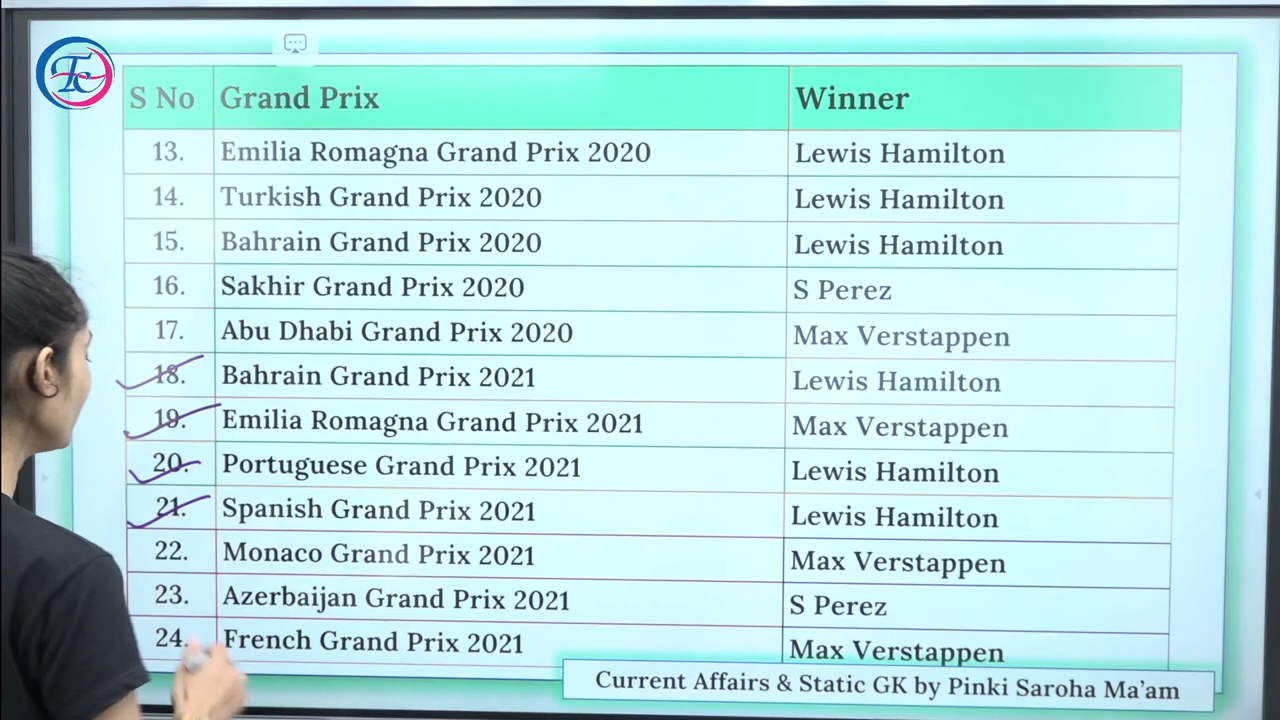 Tc
S No Grand Prix Winner
13. Emilia Romagna Grand Prix 2020 Lewis Hamilton
14. Turkish Grand Prix 2020 Lewis Hamilton
15. Bahrain Grand Prix 2020 Lewis Hamilton
16. Sakhir Grand Prix 2020 S Perez
17. Abu Dhabi Grand Prix 2020 Max Verstappen
18. Bahrain Grand Prix 2021 Lewis Hamilton
19. Emilia Romagna Grand Prix 2021 Max Verstappen
20. Portuguese Grand Prix 2021 Lewis Hamilton
21. Spanish Grand Prix 2021 Lewis Hamilton
22. Monaco Grand Prix 2021 Max Verstappen
23. Azerbaijan Grand Prix 2021 S Perez
24. French Grand Prix 2021 Max Verstappen
Current Affairs & Static GK by Pinki Saroha Ma'am